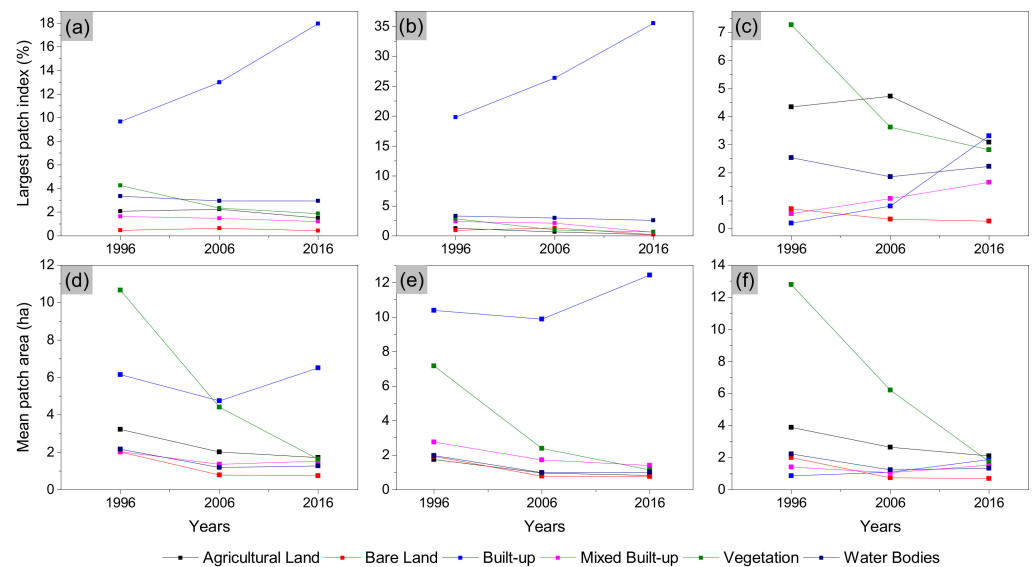 (a)
Largest patch index (%)
18
16
14
12
10
8
6
4
2
0
1996 2006 2016
(b)
35
30
25
20
15
10
5
0
1996 2006 2016
(c)
7
6
5
4
3
2
1
0
1996 2006 2016
(d)
Mean patch area (ha)
12
10
8
6
4
2
0
1996 2006 2016
Years
(e)
12
10
8
6
4
2
0
1996 2006 2016
Years
(f)
14
12
10
8
6
4
2
0
1996 2006 2016
Years
Agricultural Land Bare Land Built-up Mixed Built-up Vegetation Water Bodies